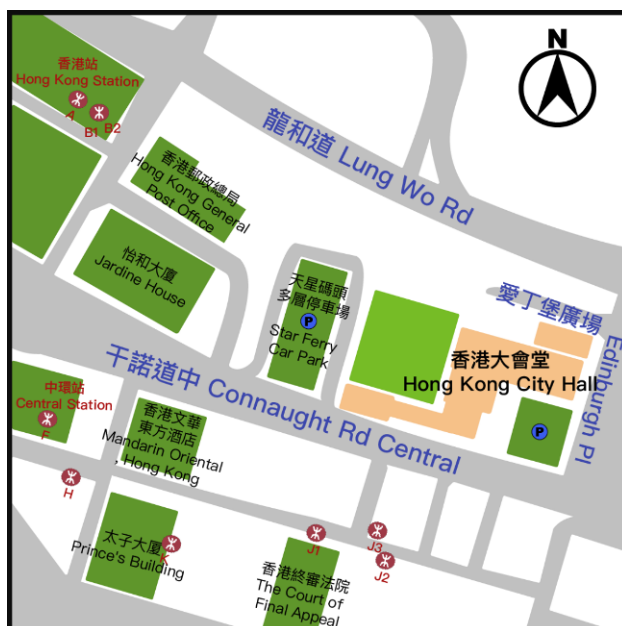 N
香港站
Hong Kong Station
A
B1
B2
龍和道 Lung Wo Rd
香港郵政總局
Hong Kong General
Post Office
怡和大廈
Jardine House
天星碼頭
多層停車場
P
Star Ferry
Car Park
愛丁堡廣場
Edinburgh Pl
香港大會堂
Hong Kong City Hall
P
干諾道中 Connaught Rd Central
中環站
Central Station
F
香港文華
東方酒店
Mandarin Oriental
, Hong Kong
H
太子大廈
Prince's Building
K
J1
J3
J2
香港終審法院
The Court of
Final Appeal